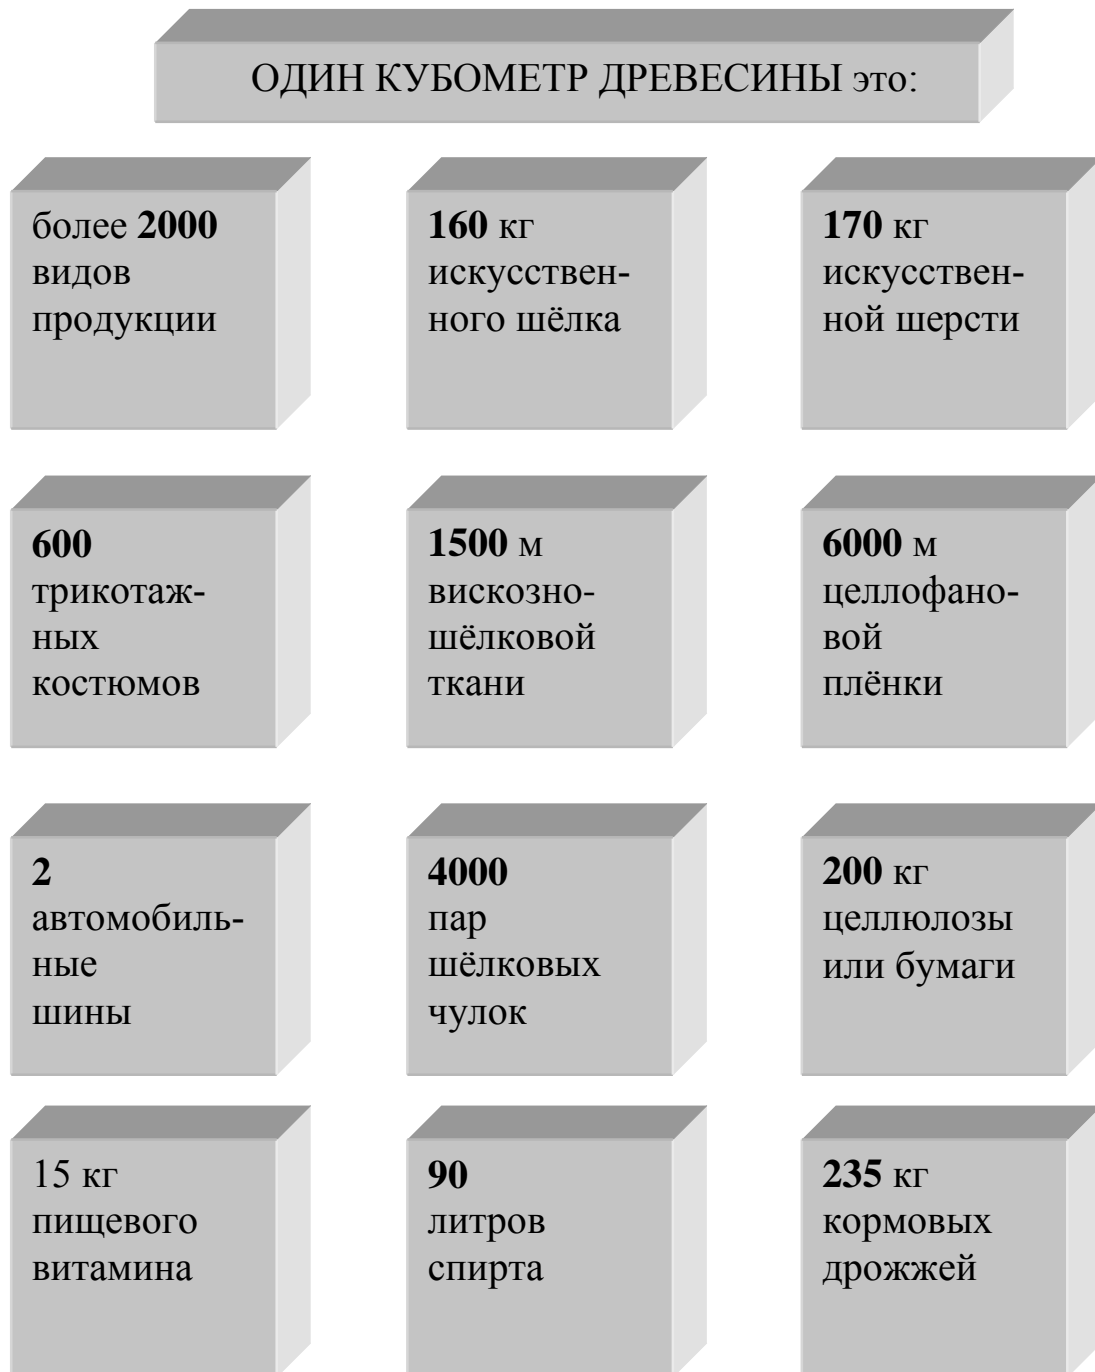 ОДИН КУБОМЕТР ДРЕВЕСИНЫ это:
более 2000
видов
продукции
160 кг
искусствен-
ного шёлка
170 кг
искусствен-
ной шерсти
600
трикотаж-
ных
костюмов
1500 м
вискозно-
шёлковой
ткани
6000 м
целлофано-
вой
плёнки
2
автомобиль-
ные
шины
4000
пар
шёлковых
чулок
200 кг
целлюлозы
или бумаги
15 кг
пищевого
витамина
90
литров
спирта
235 кг
кормовых
дрожжей